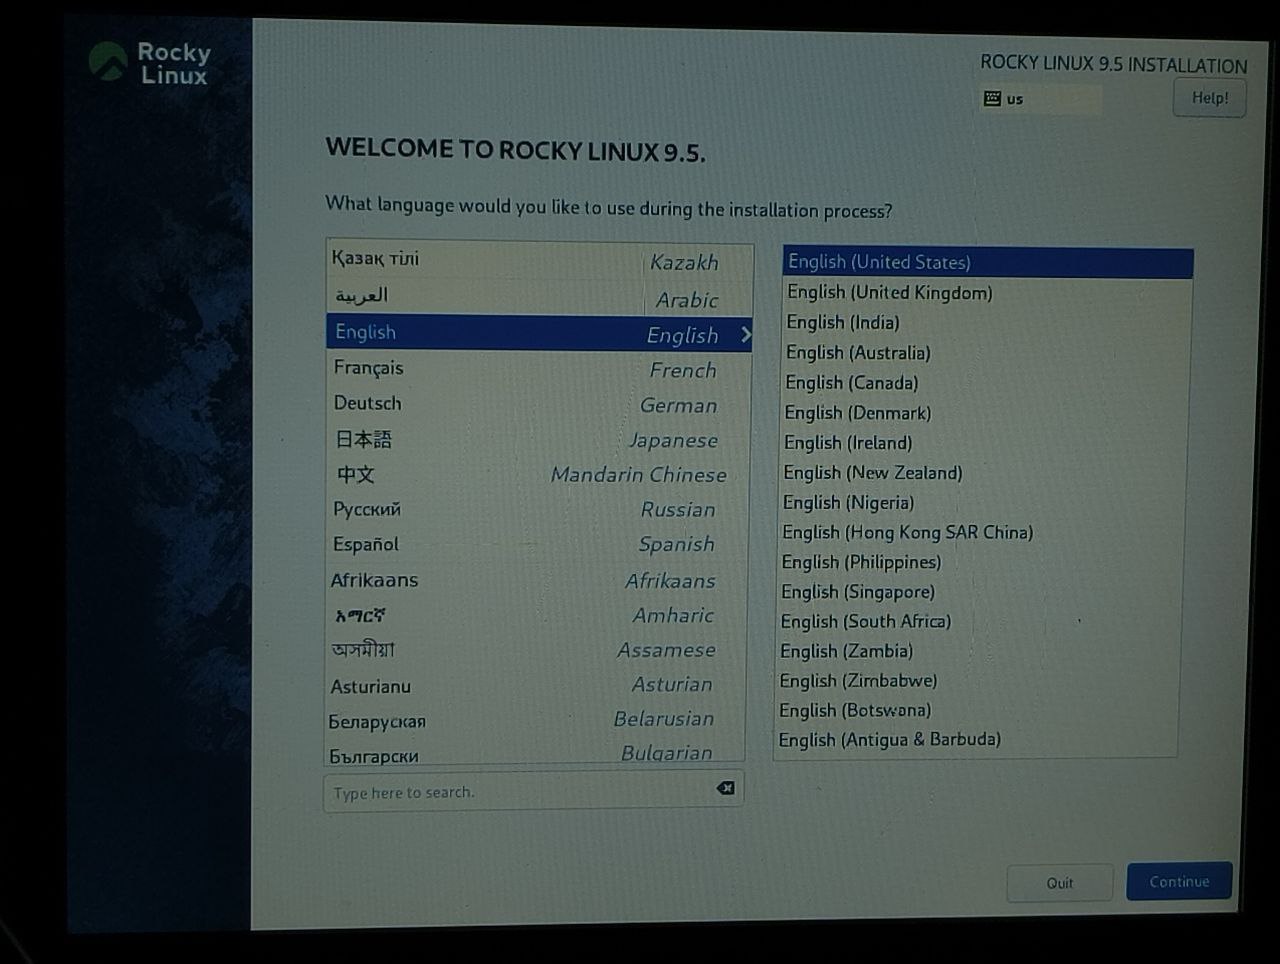 Rocky
Linux
ROCKY LINUX 9.5 INSTALLATION
us
Help!
WELCOME TO ROCKY LINUX 9.5.
What language would you like to use during the installation process?
Қазақ тілі Kazakh
العربية Arabic
English English
Français French
Deutsch German
日本語 Japanese
中文 Mandarin Chinese
Русский Russian
Español Spanish
Afrikaans Afrikaans
አማርኛ Amharic
অসমীয়া Assamese
Asturianu Asturian
Беларуская Belarusian
Български Bulgarian
Type here to search.
English (United States)
English (United Kingdom)
English (India)
English (Australia)
English (Canada)
English (Denmark)
English (Ireland)
English (New Zealand)
English (Nigeria)
English (Hong Kong SAR China)
English (Philippines)
English (Singapore)
English (South Africa)
English (Zambia)
English (Zimbabwe)
English (Botswana)
English (Antigua & Barbuda)
Quit
Continue